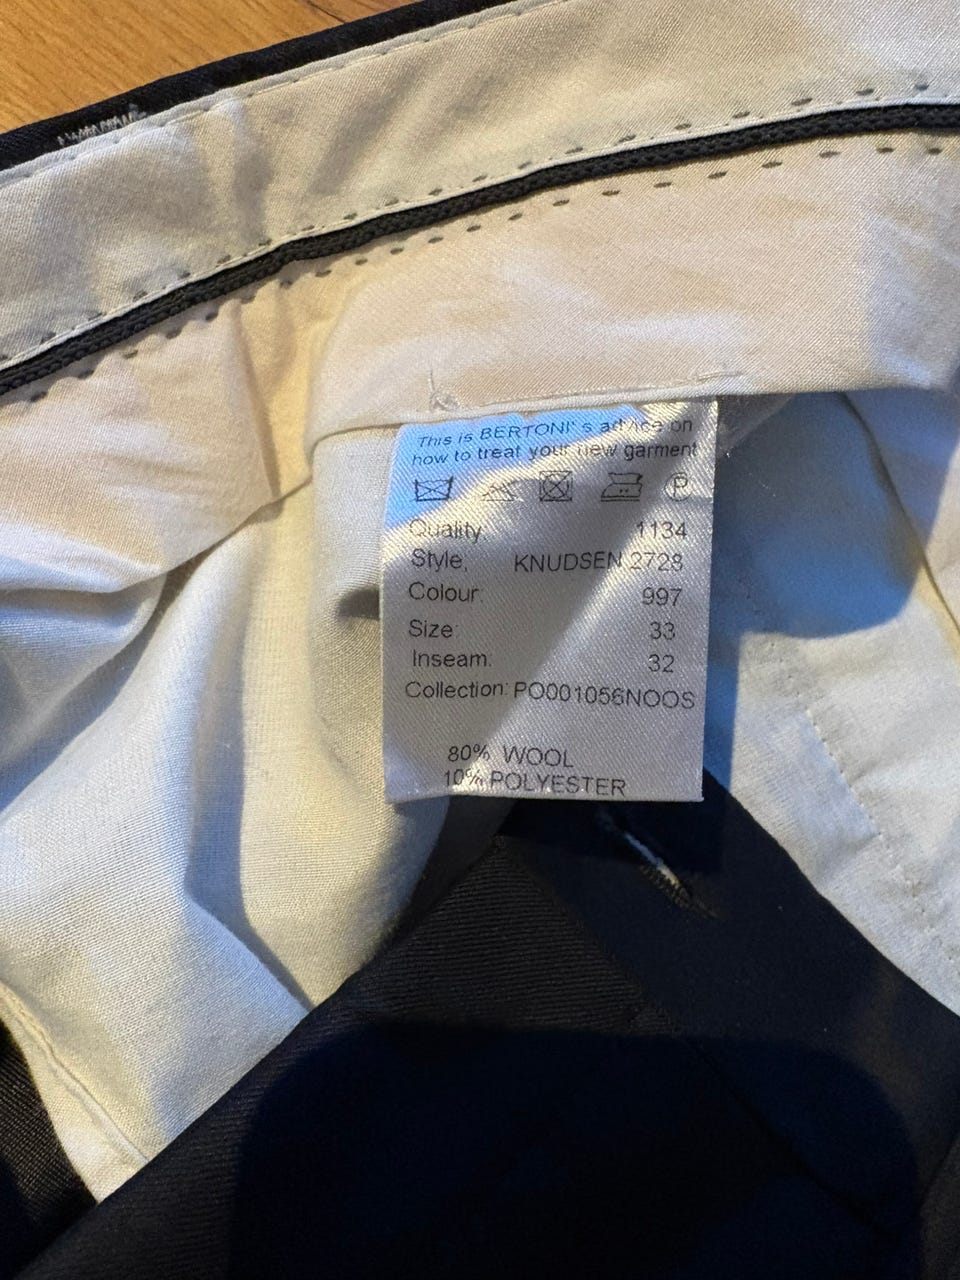 This is BERTONI's advice on
how to treat your new garment
P
Quality 1134
Style, KNUDSEN 2728
Colour: 997
Size: 33
Inseam: 32
Collection: PO001056NOOS
80% WOOL
10% POLYESTER